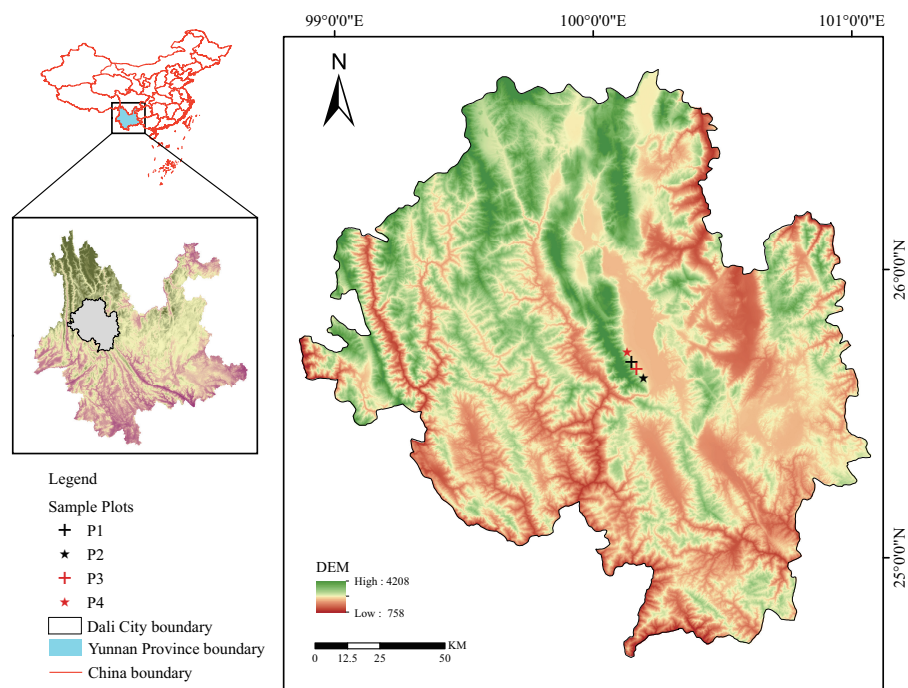 99°0'0"E
100°0'0"E
101°0'0"E
N
26°0'0"N
25°0'0"N
Legend
Sample Plots
P1
P2
P3
P4
Dali City boundary
Yunnan Province boundary
China boundary
DEM
High : 4208
Low : 758
KM
0 12.5 25 50